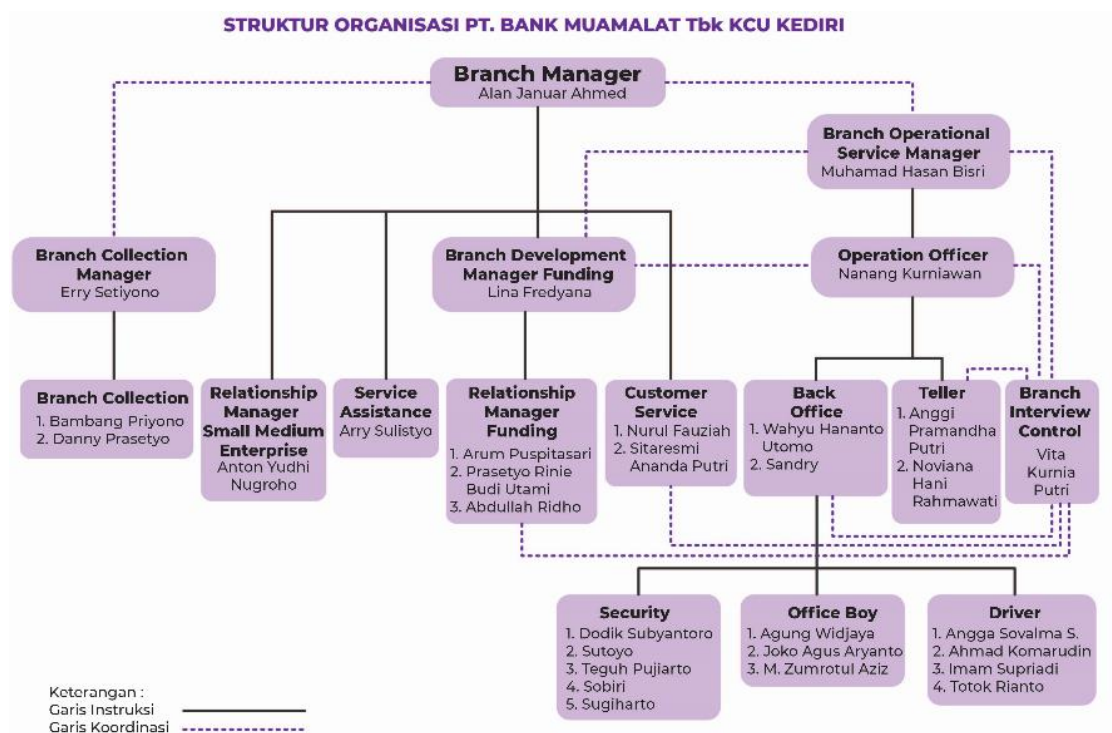 STRUKTUR ORGANISASI PT. BANK MUAMALAT Tbk KCU KEDIRI
Branch Manager
Alan Januar Ahmed
Branch Operational
Service Manager
Muhamad Hasan Bisri
Branch Collection
Manager
Erry Setiyono
Branch Development
Manager Funding
Lina Fredyana
Operation Officer
Nanang Kurniawan
Branch Collection
1. Bambang Priyono
2. Danny Prasetyo
Relationship
Manager
Small Medium
Enterprise
Anton Yudhi
Nugroho
Service
Assistance
Arry Sulistyo
Relationship
Manager
Funding
1. Arum Puspitasari
2. Prasetyo Rinie
Budi Utami
3. Abdullah Ridho
Customer
Service
1. Nurul Fauziah
2. Sitaresmi
Ananda Putri
Back
Office
1. Wahyu Hananto
Utomo
2. Sandry
Teller
1. Anggi
Pramandha
Putri
2. Noviana
Hani
Rahmawati
Branch
Interview
Control
Vita
Kurnia
Putri
Security
1. Dodik Subyantoro
2. Sutoyo
3. Teguh Pujiarto
4. Sobiri
5. Sugiharto
Office Boy
1. Agung Widjaya
2. Joko Agus Aryanto
3. M. Zumrotul Aziz
Driver
1. Angga Sovalma S.
2. Ahmad Komarudin
3. Imam Supriadi
4. Totok Rianto
Keterangan :
Garis Instruksi
Garis Koordinasi